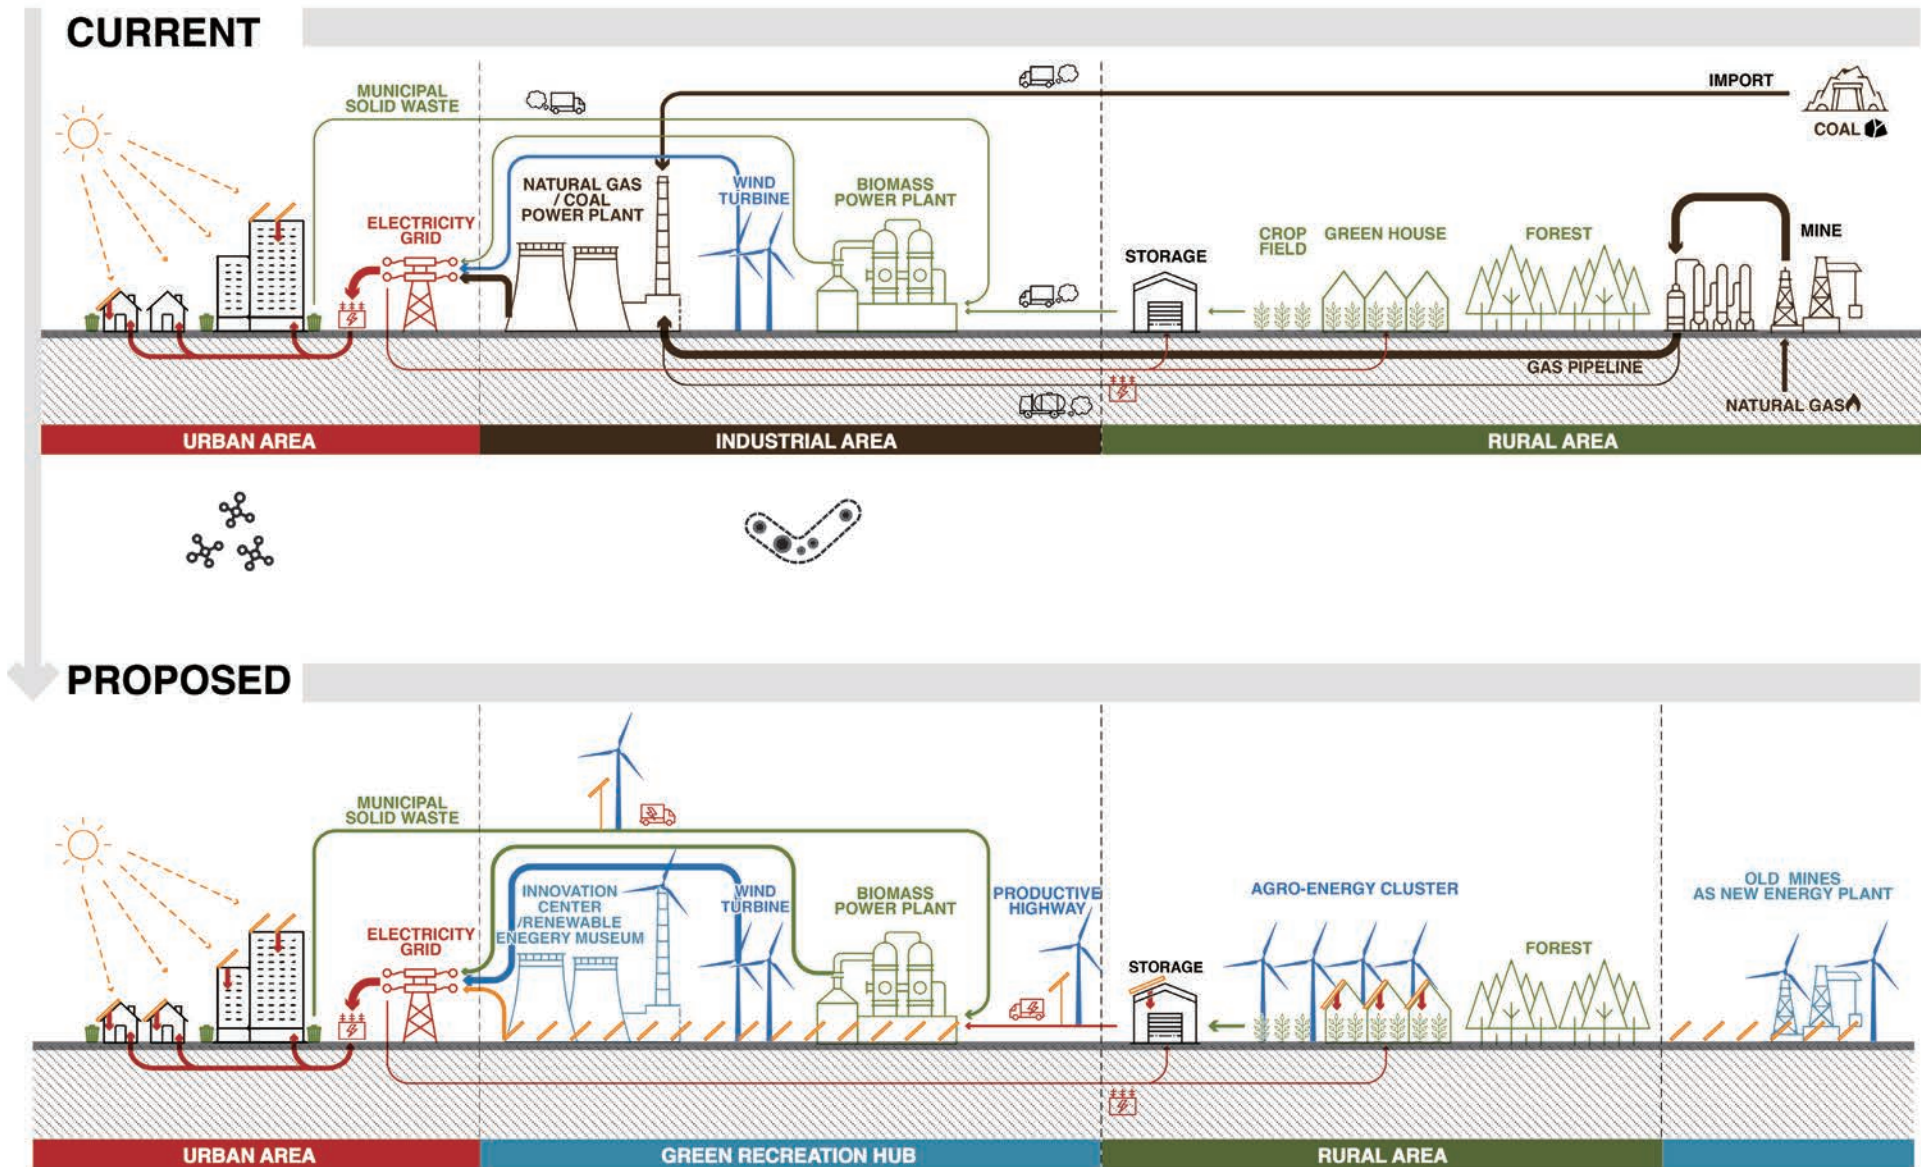 CURRENT
MUNICIPAL
SOLID WASTE
IMPORT
COAL
ELECTRICITY
GRID
NATURAL GAS
/ COAL
POWER PLANT
WIND
TURBINE
BIOMASS
POWER PLANT
STORAGE
CROP
FIELD
GREEN HOUSE
FOREST
MINE
GAS PIPELINE
NATURAL GAS
URBAN AREA
INDUSTRIAL AREA
RURAL AREA
PROPOSED
MUNICIPAL
SOLID WASTE
ELECTRICITY
GRID
INNOVATION
CENTER
/RENEWABLE
ENEGERY MUSEUM
WIND
TURBINE
BIOMASS
POWER PLANT
PRODUCTIVE
HIGHWAY
STORAGE
AGRO-ENERGY CLUSTER
FOREST
OLD MINES
AS NEW ENERGY PLANT
URBAN AREA
GREEN RECREATION HUB
RURAL AREA